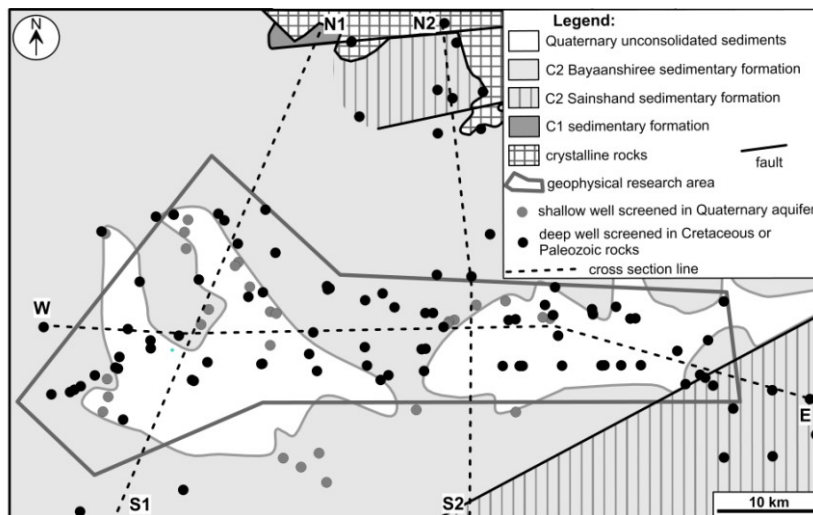 N
N1
N2
Legend:
Quaternary unconsolidated sediments
C2 Bayaanshiree sedimentary formation
C2 Sainshand sedimentary formation
C1 sedimentary formation
crystalline rocks
fault
geophysical research area
shallow well screened in Quaternary aquifer
deep well screened in Cretaceous or
Paleozoic rocks
cross section line
W
E
S1
S2
10 km